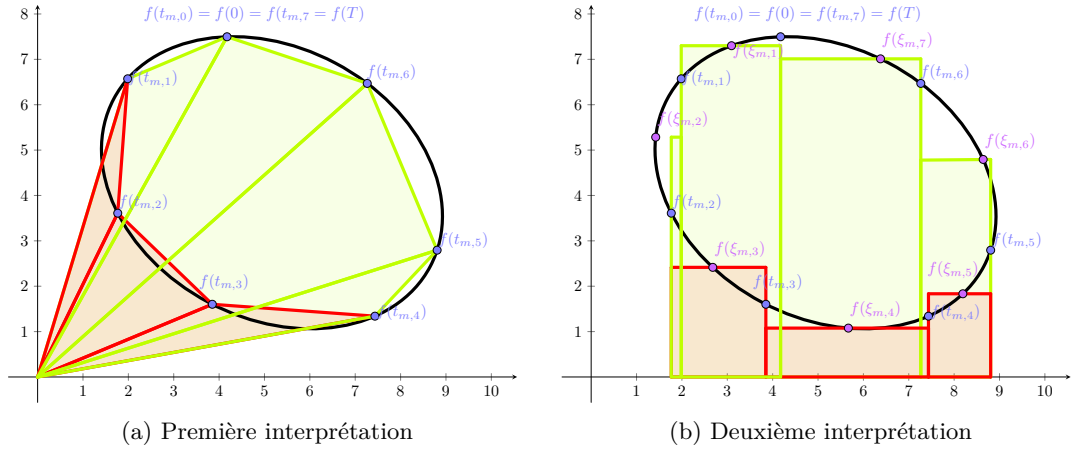 f(t_{m,0}) = f(0) = f(t_{m,7} = f(T)
8
7
6
5
4
3
2
1
1 2 3 4 5 6 7 8 9 10
f(t_{m,1})
f(t_{m,6})
f(t_{m,2})
f(t_{m,5})
f(t_{m,3})
f(t_{m,4})
(a) Première interprétation
f(t_{m,0}) = f(0) = f(t_{m,7}) = f(T)
8
7
6
5
4
3
2
1
1 2 3 4 5 6 7 8 9 10
f(ξ_{m,1})
f(ξ_{m,7})
f(t_{m,1})
f(t_{m,6})
f(ξ_{m,2})
f(ξ_{m,6})
f(t_{m,2})
f(t_{m,5})
f(ξ_{m,3})
f(ξ_{m,5})
f(t_{m,3})
f(ξ_{m,4})
f(t_{m,4})
(b) Deuxième interprétation